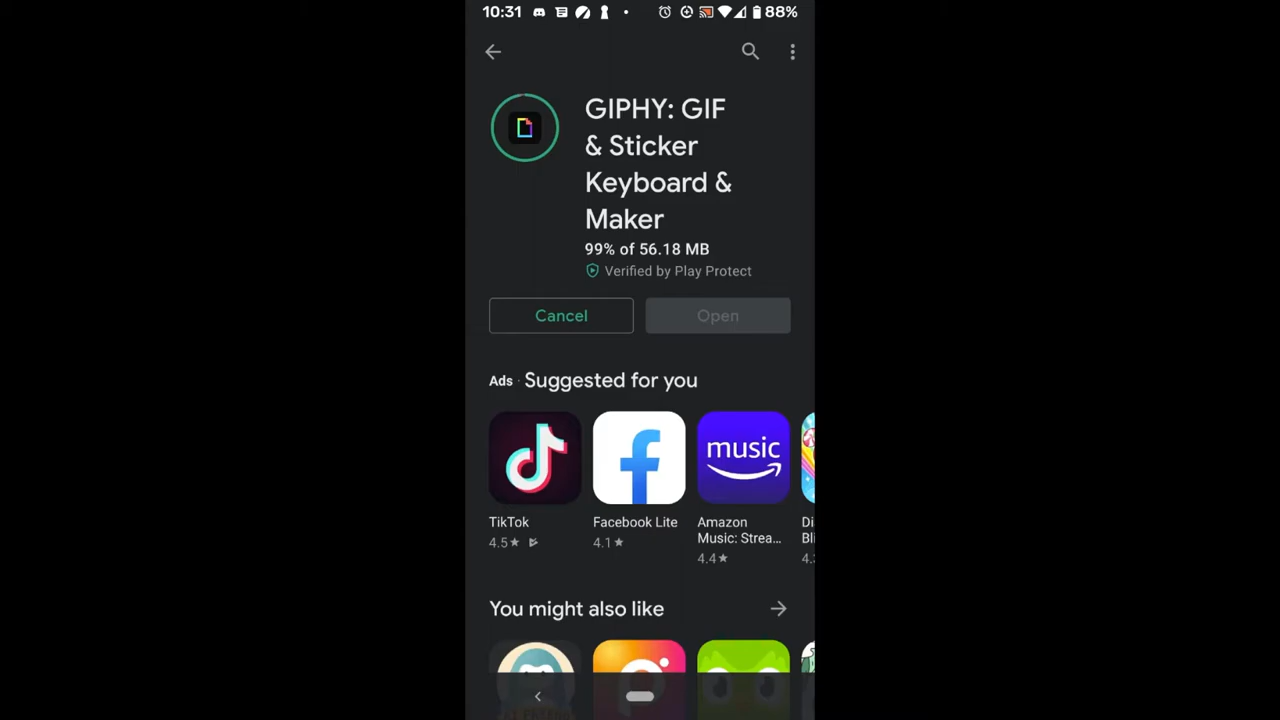 10:31
88%
GIPHY: GIF
& Sticker
Keyboard &
Maker
99% of 56.18 MB
Verified by Play Protect
Cancel
Open
Ads · Suggested for you
music
TikTok
Facebook Lite
Amazon
Music: Strea...
Di
Bl
4.5★
4.1★
4.4★
4.
You might also like